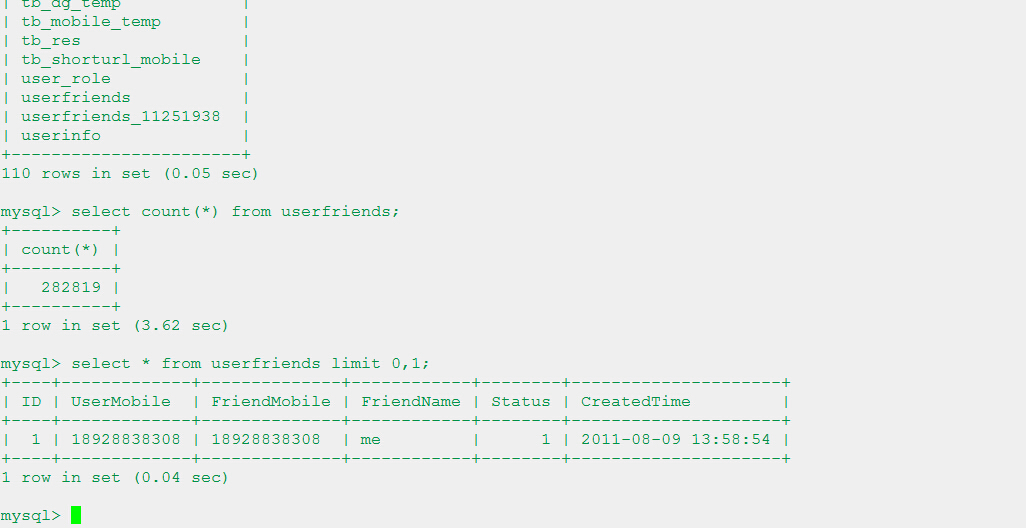 | tb_dg_temp            |
| tb_mobile_temp        |
| tb_res                |
| tb_shorturl_mobile    |
| user_role             |
| userfriends           |
| userfriends_11251938  |
| userinfo              |
+-----------------------+
110 rows in set (0.05 sec)

mysql> select count(*) from userfriends;
+----------+
| count(*) |
+----------+
|   282819 |
+----------+
1 row in set (3.62 sec)

mysql> select * from userfriends limit 0,1;
+----+-------------+--------------+------------+--------+---------------------+
| ID | UserMobile  | FriendMobile | FriendName | Status | CreatedTime         |
+----+-------------+--------------+------------+--------+---------------------+
|  1 | 18928838308 | 18928838308  | me         |      1 | 2011-08-09 13:58:54 |
+----+-------------+--------------+------------+--------+---------------------+
1 row in set (0.04 sec)

mysql>